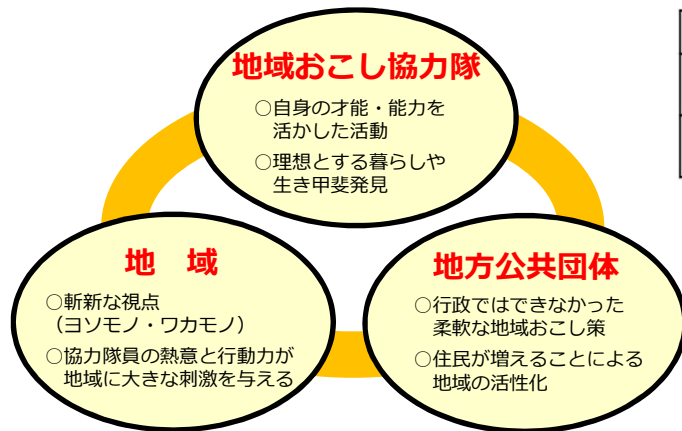 地域おこし協力隊
○自身の才能・能力を
活かした活動
○理想とする暮らしや
生き甲斐発見
地　域
○斬新な視点
（ヨソモノ・ワカモノ）
○協力隊員の熱意と行動力が
地域に大きな刺激を与える
地方公共団体
○行政ではできなかった
柔軟な地域おこし策
○住民が増えることによる
地域の活性化